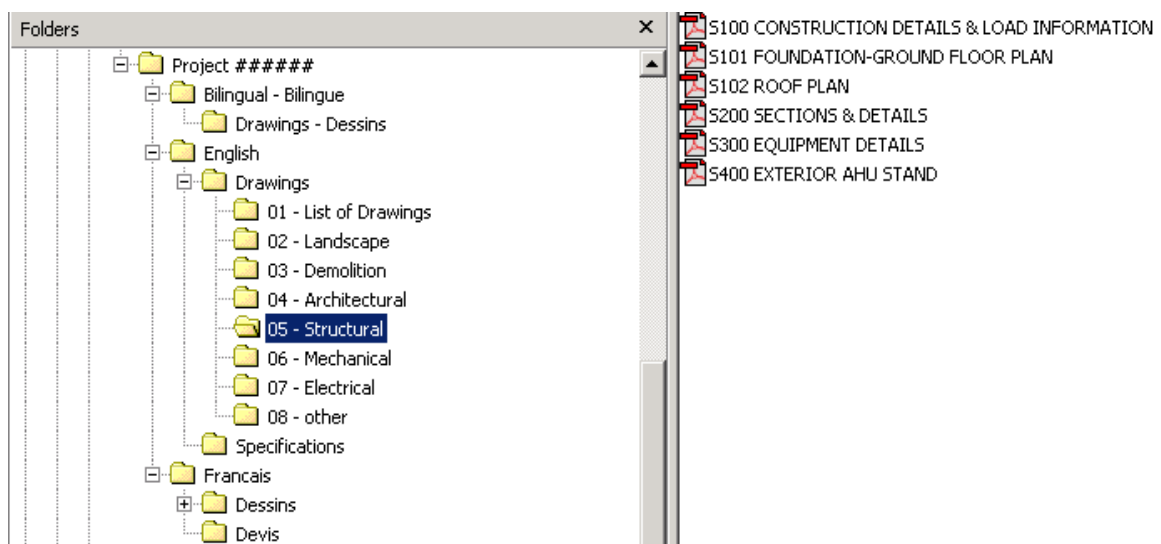 Folders
Project ######
Bilingual - Bilingue
Drawings - Dessins
English
Drawings
01 - List of Drawings
02 - Landscape
03 - Demolition
04 - Architectural
05 - Structural
06 - Mechanical
07 - Electrical
08 - other
Specifications
Francais
Dessins
Devis
S100 CONSTRUCTION DETAILS & LOAD INFORMATION
S101 FOUNDATION-GROUND FLOOR PLAN
S102 ROOF PLAN
S200 SECTIONS & DETAILS
S300 EQUIPMENT DETAILS
S400 EXTERIOR AHU STAND